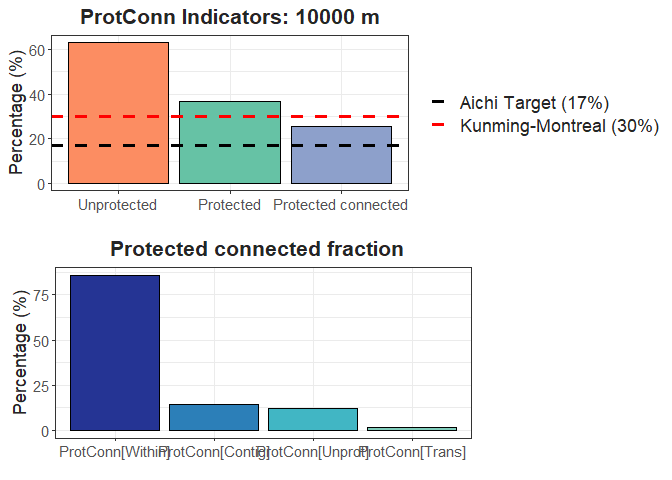 ProtConn Indicators: 10000 m
Percentage (%)
60
40
20
0
Unprotected
Protected
Protected connected
Aichi Target (17%)
Kunming-Montreal (30%)
Protected connected fraction
Percentage (%)
75
50
25
0
ProtConn[Within]
ProtConn[Contig]
ProtConn[Unprot]
ProtConn[Trans]